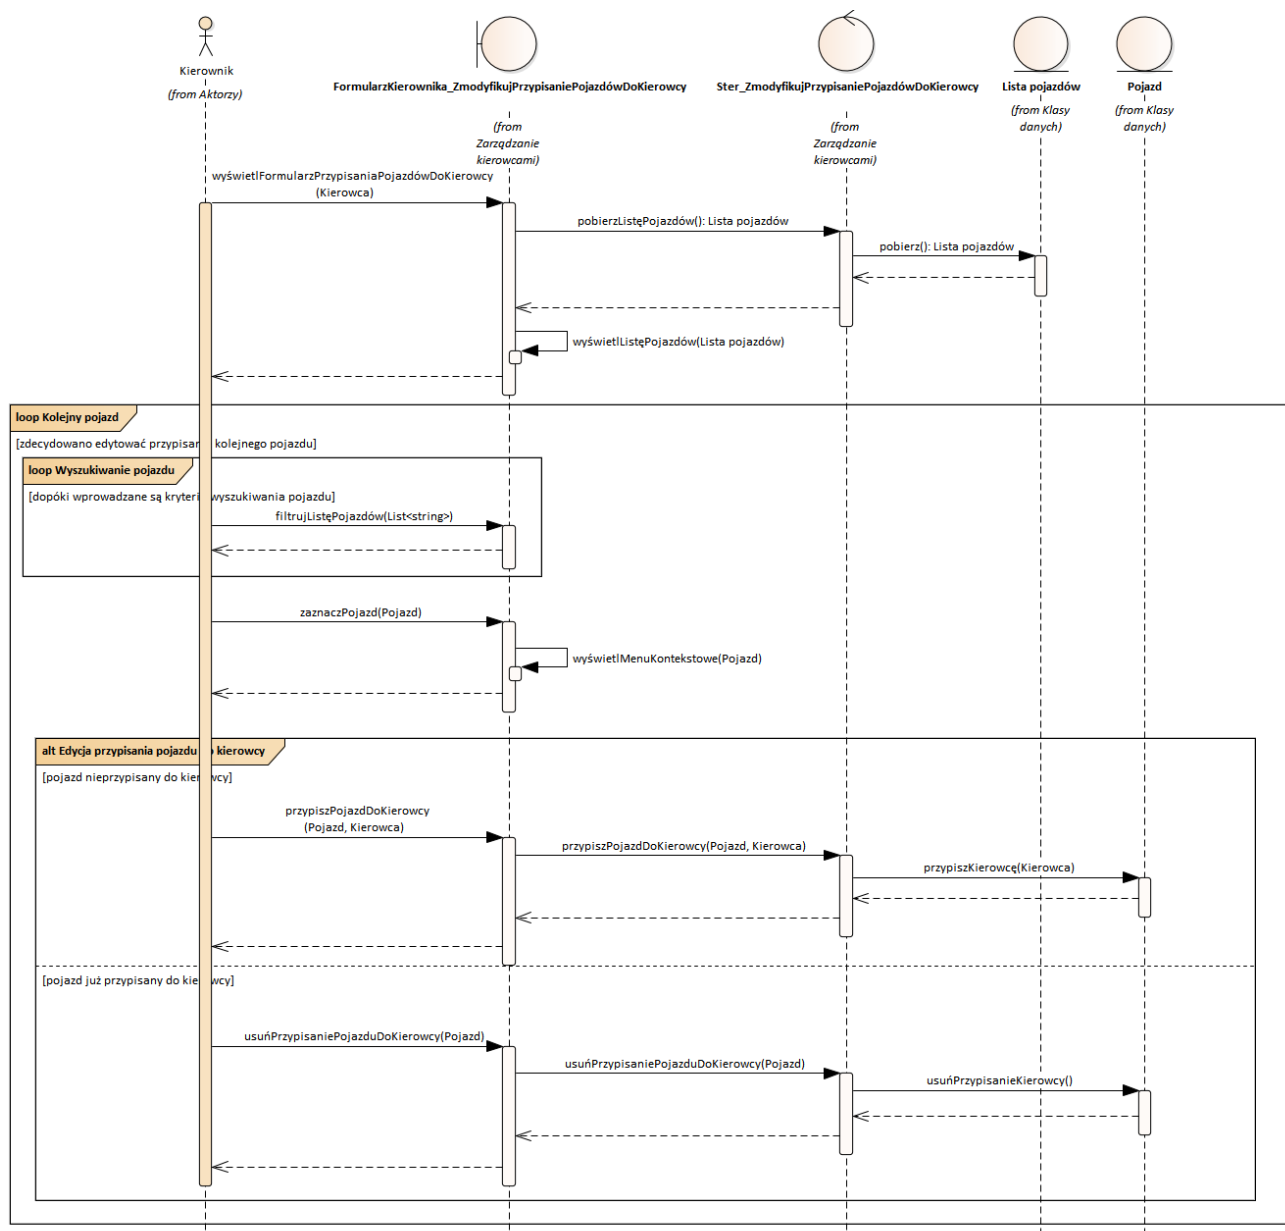 Kierownik
(from Aktorzy)
FormularzKierownika_ZmodyfikujPrzypisaniePojazdówDoKierowcy
(from
Zarządzanie
kierowcami)
Ster_ZmodyfikujPrzypisaniePojazdówDoKierowcy
(from
Zarządzanie
kierowcami)
Lista pojazdów
(from Klasy
danych)
Pojazd
(from Klasy
danych)
wyświetlFormularzPrzypisaniaPojazdówDoKierowcy
(Kierowca)
pobierzListęPojazdów(): Lista pojazdów
pobierz(): Lista pojazdów
wyświetlListęPojazdów(Lista pojazdów)
loop Kolejny pojazd
[zdecydowano edytować przypisan kolejnego pojazdu]
loop Wyszukiwanie pojazdu
[dopóki wprowadzane są kryteri wyszukiwania pojazdu]
filtrujListęPojazdów(List<string>)
zaznaczPojazd(Pojazd)
wyświetlMenuKontekstowe(Pojazd)
alt Edycja przypisania pojazdu do kierowcy
[pojazd nieprzypisany do kierowcy]
przypiszPojazdDoKierowcy
(Pojazd, Kierowca)
przypiszPojazdDoKierowcy(Pojazd, Kierowca)
przypiszKierowcę(Kierowca)
[pojazd już przypisany do kierowcy]
usuńPrzypisaniePojazduDoKierowcy(Pojazd)
usuńPrzypisaniePojazduDoKierowcy(Pojazd)
usuńPrzypisanieKierowcy()